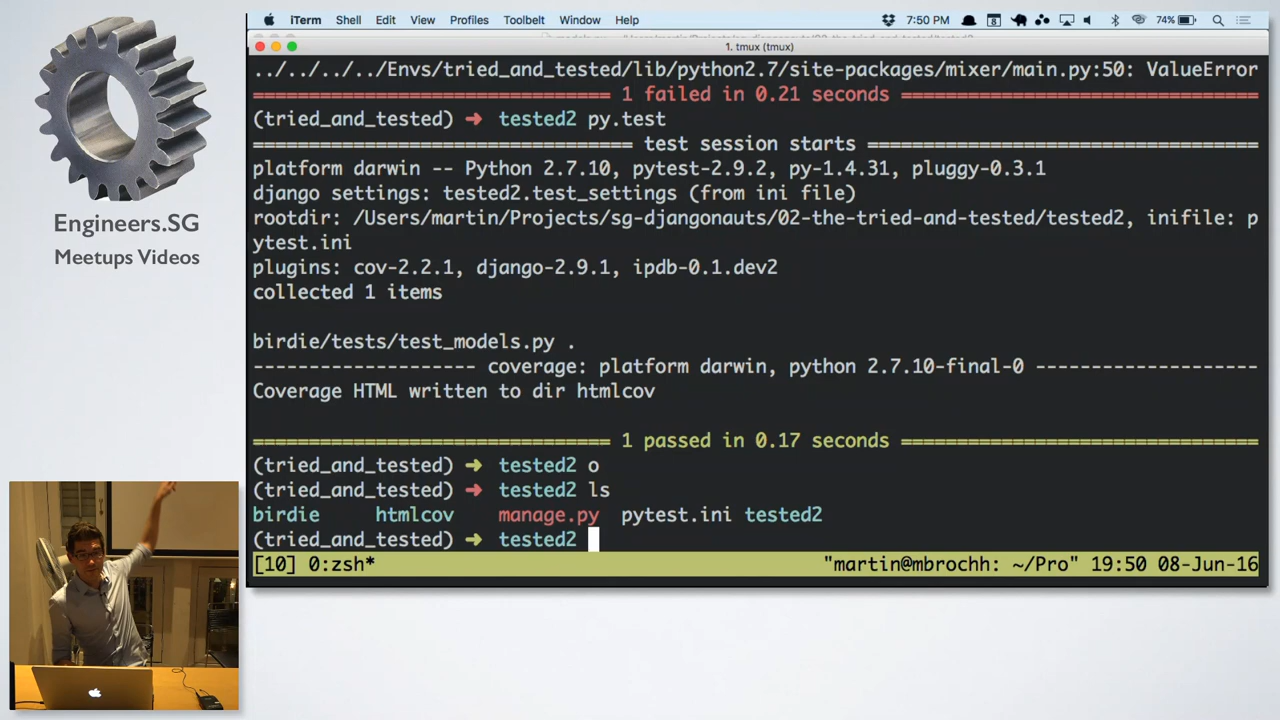 iTerm Shell Edit View Profiles Toolbelt Window Help 7:50 PM 8 74%
1. tmux (tmux)
../../../../Envs/tried_and_tested/lib/python2.7/site-packages/mixer/main.py:50: ValueError
================================ 1 failed in 0.21 seconds ================================
(tried_and_tested) ➜ tested2 py.test
================================== test session starts ===================================
platform darwin -- Python 2.7.10, pytest-2.9.2, py-1.4.31, pluggy-0.3.1
django settings: tested2.test_settings (from ini file)
rootdir: /Users/martin/Projects/sg-djangonauts/02-the-tried-and-tested/tested2, inifile: p
ytest.ini
plugins: cov-2.2.1, django-2.9.1, ipdb-0.1.dev2
collected 1 items
birdie/tests/test_models.py .
-------------------- coverage: platform darwin, python 2.7.10-final-0 --------------------
Coverage HTML written to dir htmlcov
================================ 1 passed in 0.17 seconds ================================
(tried_and_tested) ➜ tested2 o
(tried_and_tested) ➜ tested2 ls
birdie htmlcov manage.py pytest.ini tested2
(tried_and_tested) ➜ tested2
[10] 0:zsh* "martin@mbrochh: ~/Pro" 19:50 08-Jun-16
Engineers.SG
Meetups Videos